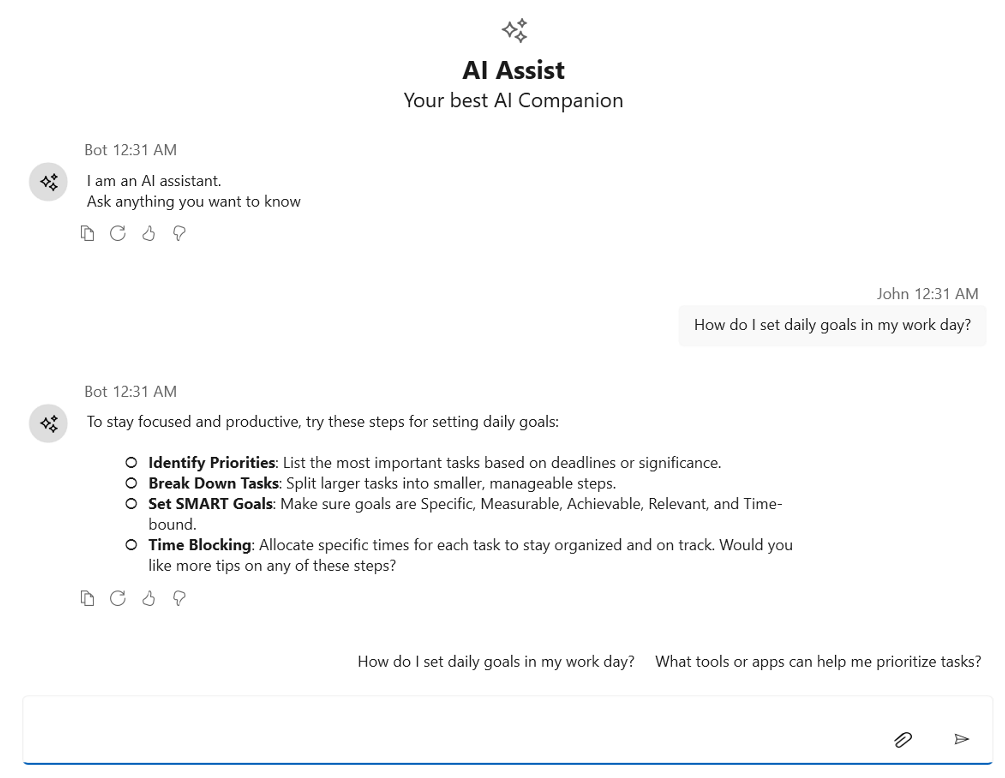 AI Assist
Your best AI Companion
Bot 12:31 AM
I am an AI assistant.
Ask anything you want to know
John 12:31 AM
How do I set daily goals in my work day?
Bot 12:31 AM
To stay focused and productive, try these steps for setting daily goals:
Identify Priorities: List the most important tasks based on deadlines or significance.
Break Down Tasks: Split larger tasks into smaller, manageable steps.
Set SMART Goals: Make sure goals are Specific, Measurable, Achievable, Relevant, and Time-
bound.
Time Blocking: Allocate specific times for each task to stay organized and on track. Would you
like more tips on any of these steps?
How do I set daily goals in my work day? What tools or apps can help me prioritize tasks?